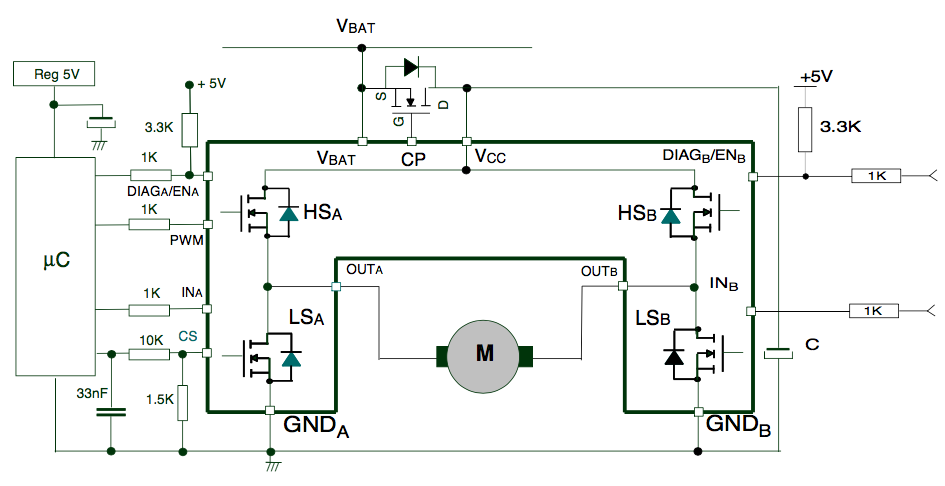 VBAT
Reg 5V
+ 5V
+5V
S
D
G
3.3K
3.3K
1K
VBAT
CP
VCC
DIAGB/ENB
1K
DIAGA/ENA
1K
HSA
HSB
PWM
µC
OUTA
OUTB
INB
1K
INA
LSA
LSB
1K
CS
10K
M
C
33nF
1.5K
GNDA
GNDB